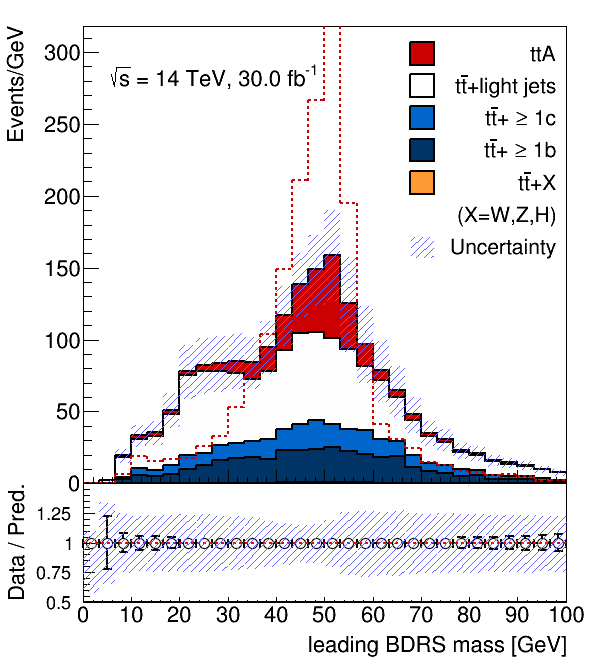 Events/GeV
300
250
200
150
100
50
0
√s = 14 TeV, 30.0 fb⁻¹
ttA
tt̄+light jets
tt̄+ ≥ 1c
tt̄+ ≥ 1b
tt̄+X
(X=W,Z,H)
Uncertainty
Data / Pred.
1.25
1
0.75
0.5
0 10 20 30 40 50 60 70 80 90 100
leading BDRS mass [GeV]